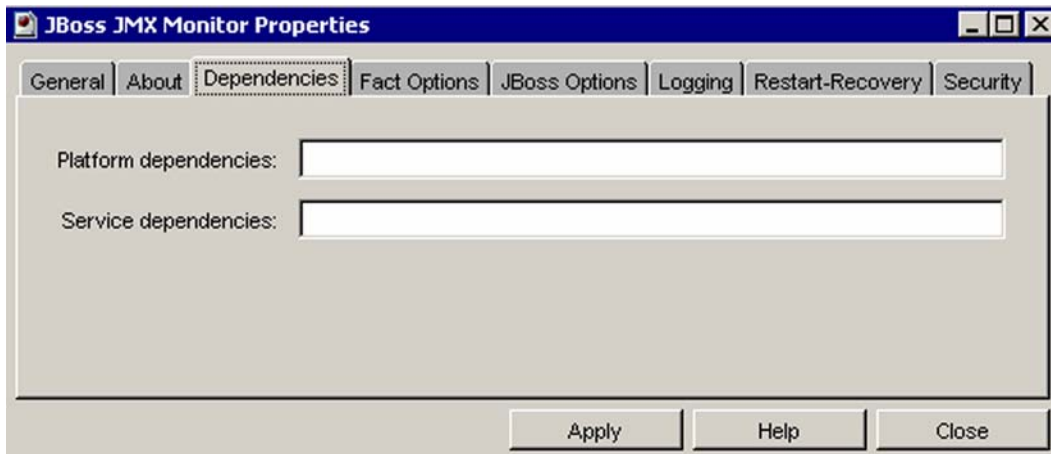 JBoss JMX Monitor Properties
General About Dependencies Fact Options JBoss Options Logging Restart-Recovery Security
Platform dependencies:
Service dependencies:
Apply Help Close